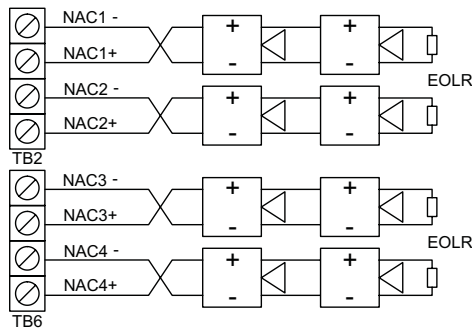 NAC1 -
+ +
NAC1+
- -
EOLR
NAC2 -
+ +
NAC2+
- -
TB2
NAC3 -
+ +
NAC3+
- -
EOLR
NAC4 -
+ +
NAC4+
- -
TB6